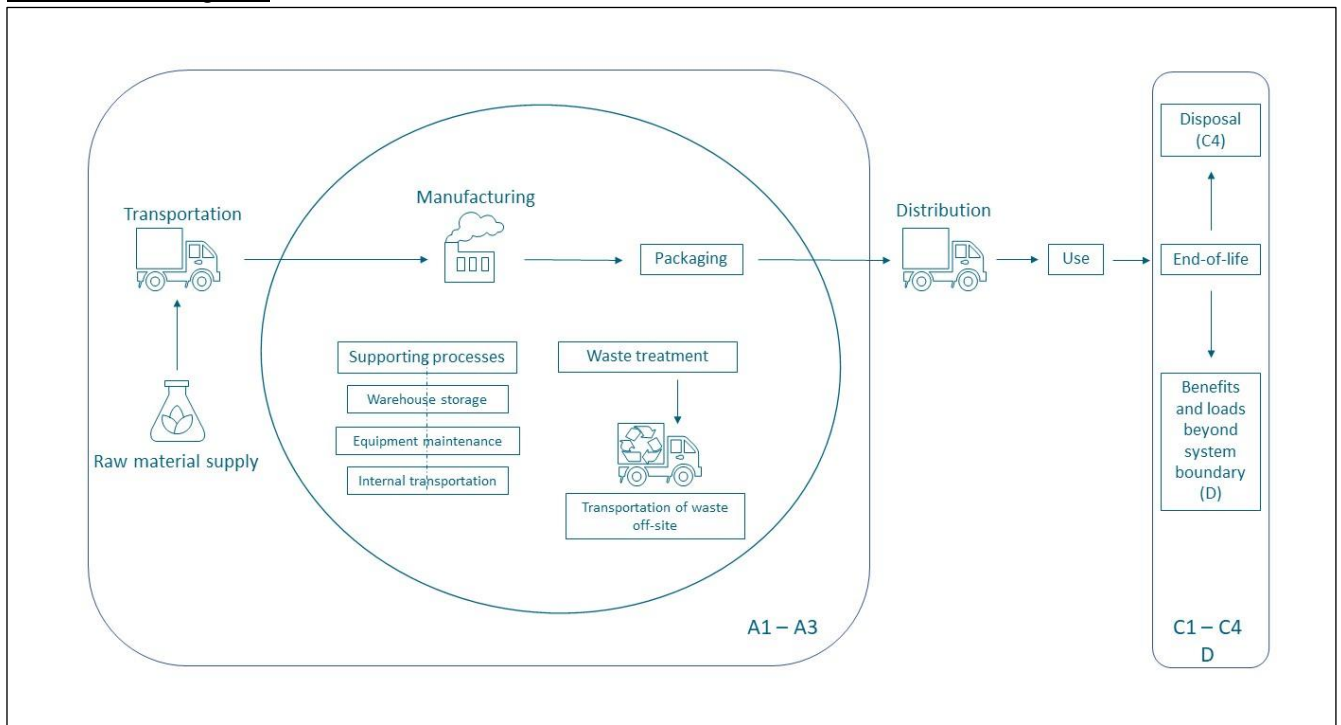 Transportation
Manufacturing
Packaging
Distribution
Use
Disposal
(C4)
End-of-life
Benefits
and loads
beyond
system
boundary
(D)
Raw material supply
Supporting processes
Warehouse storage
Equipment maintenance
Internal transportation
Waste treatment
Transportation of waste
off-site
A1 – A3
C1 – C4
D